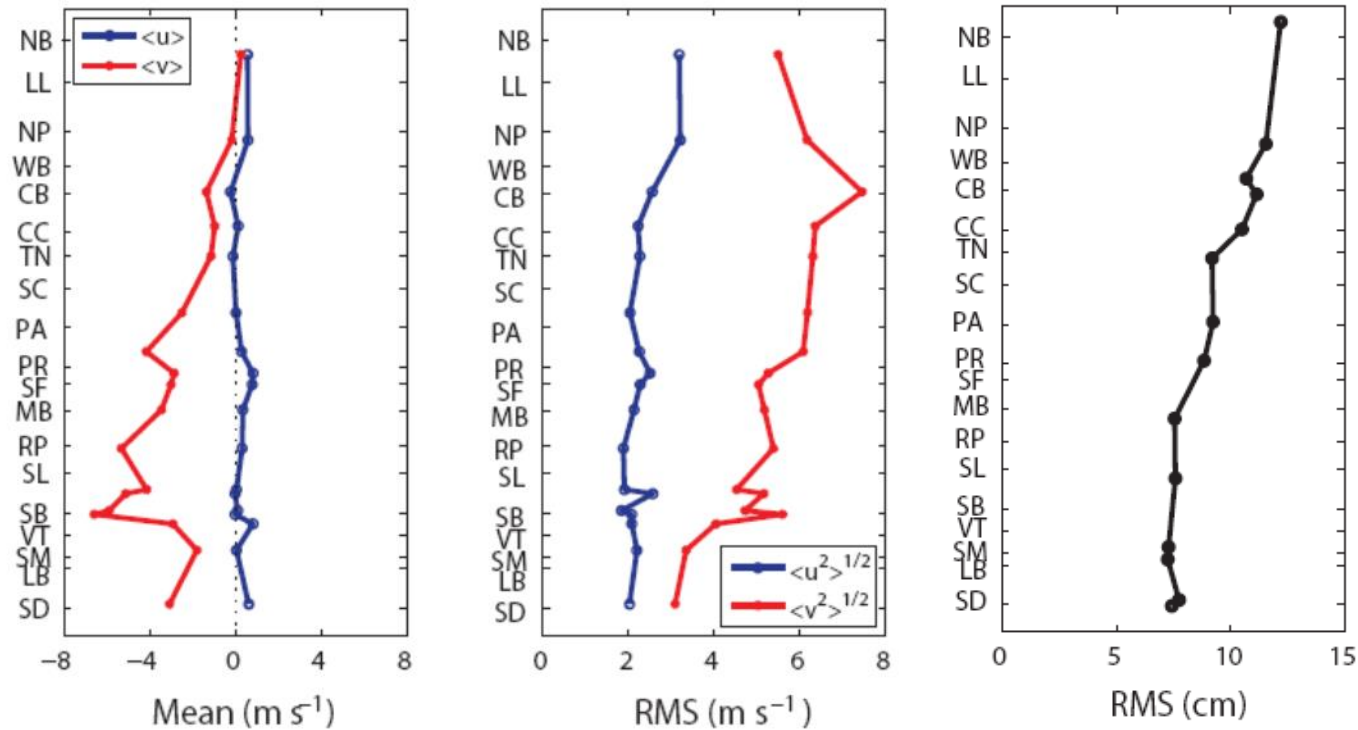 <u>
<v>
NB
LL
NP
WB
CB
CC
TN
SC
PA
PR
SF
MB
RP
SL
SB
VT
SM
LB
SD
−8 −4 0 4 8
Mean (m s⁻¹)
NB
LL
NP
WB
CB
CC
TN
SC
PA
PR
SF
MB
RP
SL
SB
VT
SM
LB
SD
<u²>¹/²
<v²>¹/²
0 2 4 6 8
RMS (m s⁻¹)
NB
LL
NP
WB
CB
CC
TN
SC
PA
PR
SF
MB
RP
SL
SB
VT
SM
LB
SD
0 5 10 15
RMS (cm)